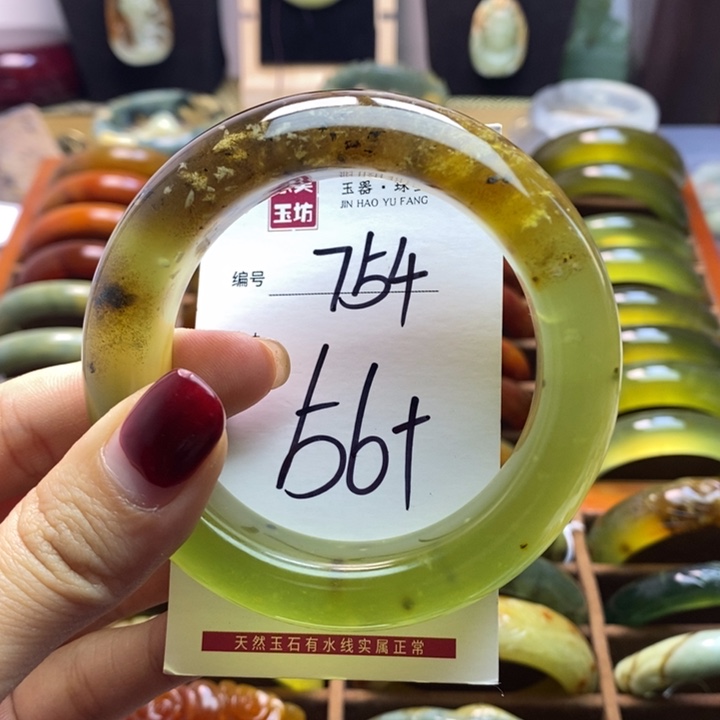 玉器·珠
玉坊
JIN HAO YU FANG
编号 754
56+
天然玉石有水线实属正常